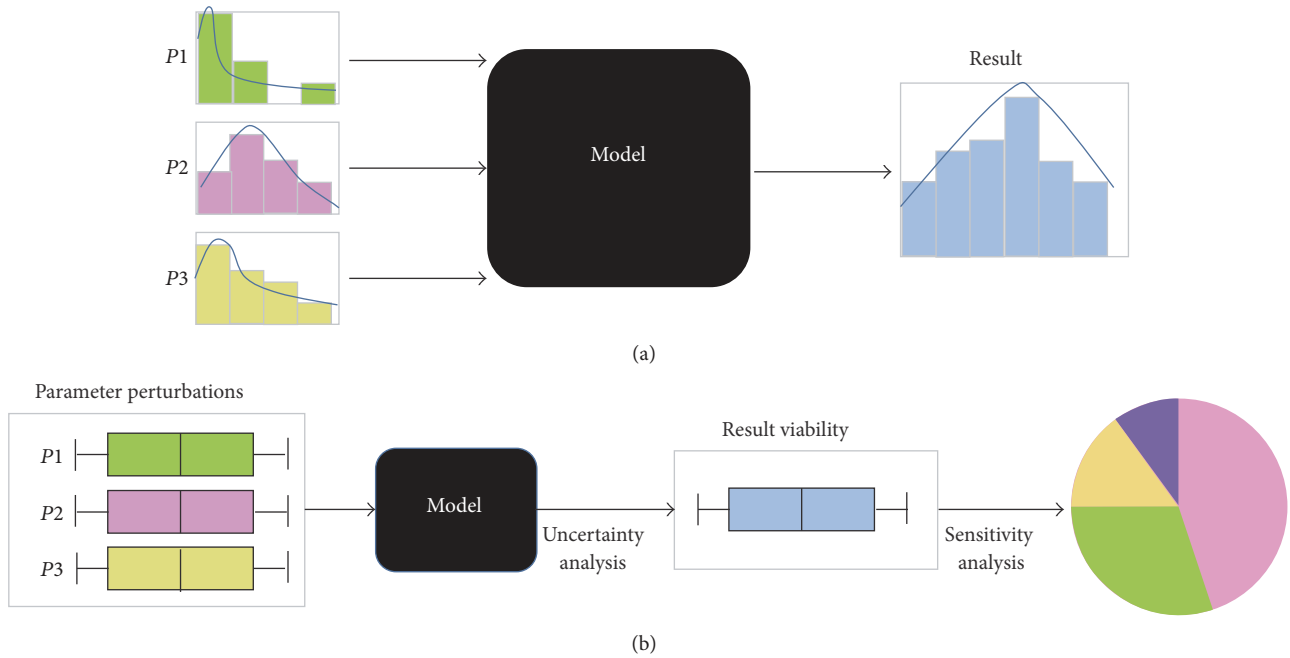 P1
P2
P3
Model
Result
(a)
Parameter perturbations
P1
P2
P3
Model
Uncertainty
analysis
Result viability
Sensitivity
analysis
(b)